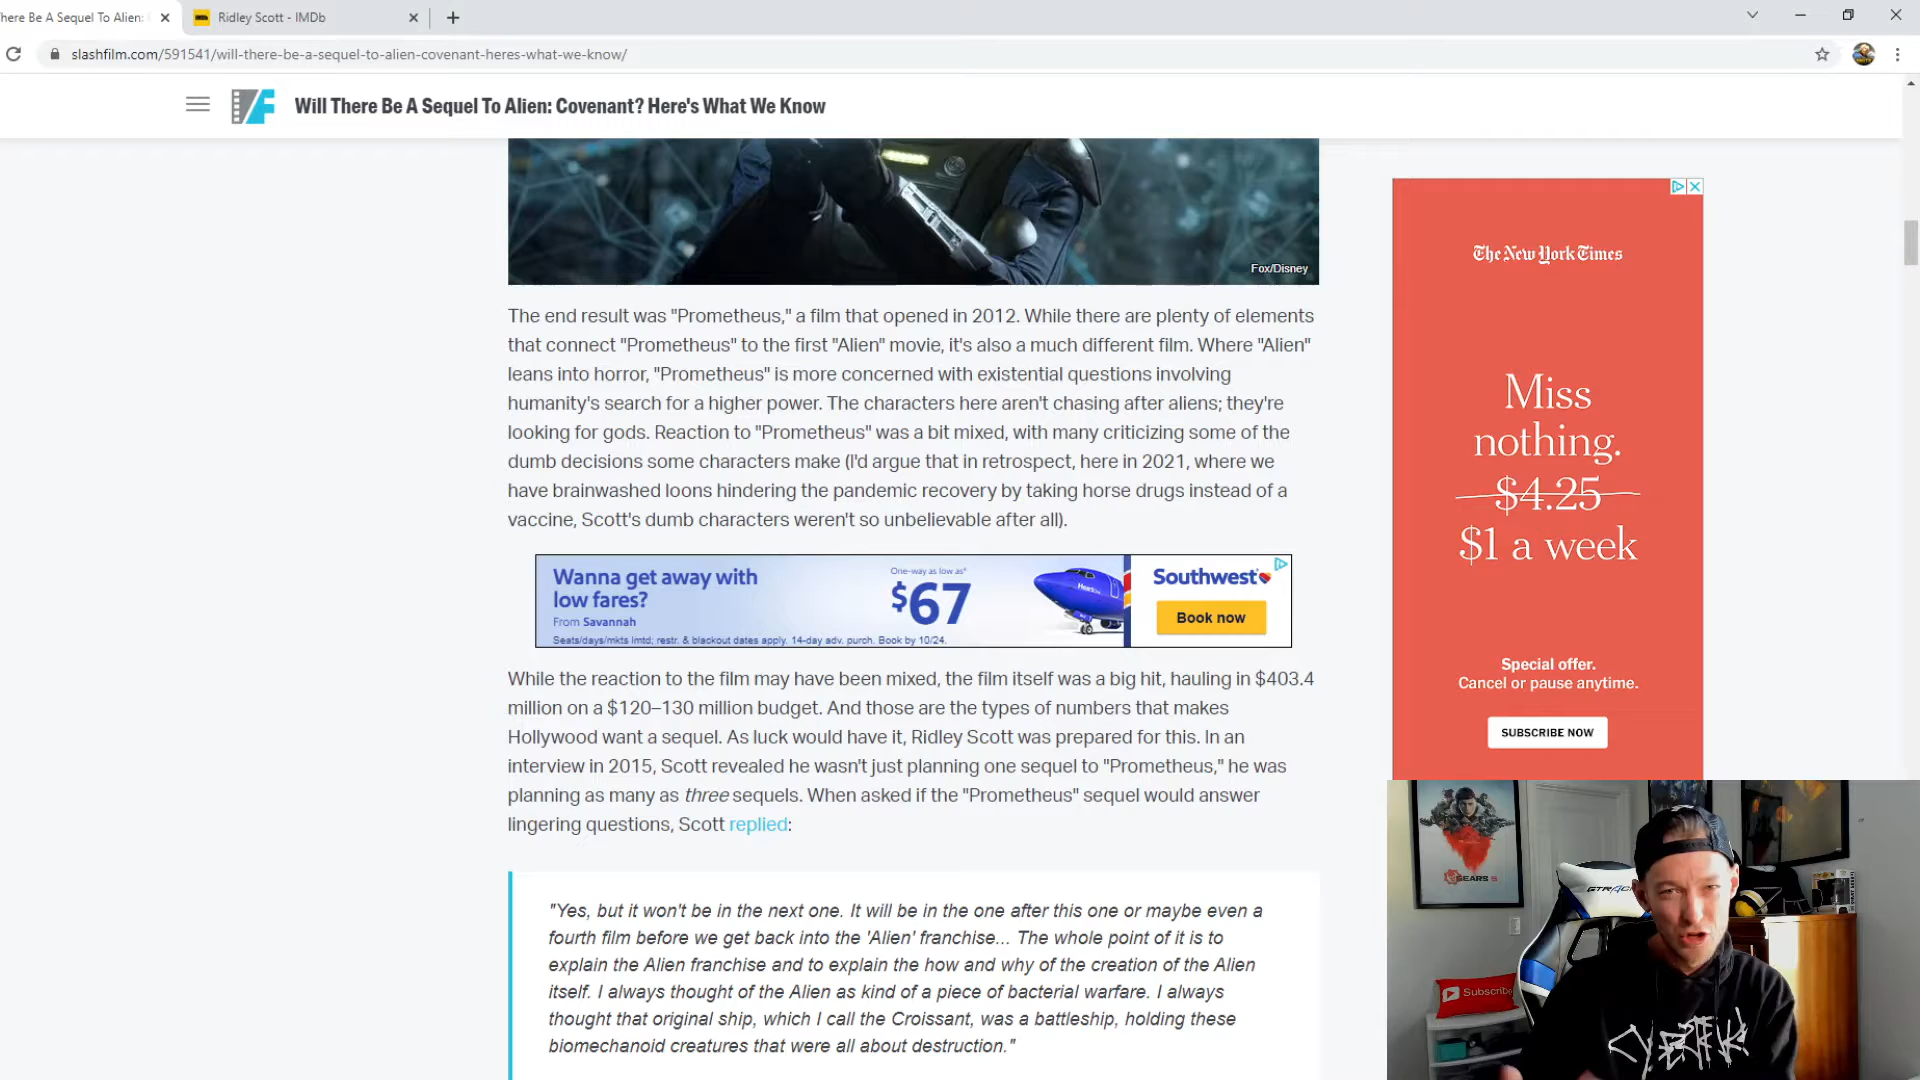 here Be A Sequel To Alien:
Ridley Scott - IMDb
slashfilm.com/591541/will-there-be-a-sequel-to-alien-covenant-heres-what-we-know/
Will There Be A Sequel To Alien: Covenant? Here's What We Know
Fox/Disney
The end result was "Prometheus," a film that opened in 2012. While there are plenty of elements
that connect "Prometheus" to the first "Alien" movie, it's also a much different film. Where "Alien"
leans into horror, "Prometheus" is more concerned with existential questions involving
humanity's search for a higher power. The characters here aren't chasing after aliens; they're
looking for gods. Reaction to "Prometheus" was a bit mixed, with many criticizing some of the
dumb decisions some characters make (I'd argue that in retrospect, here in 2021, where we
have brainwashed loons hindering the pandemic recovery by taking horse drugs instead of a
vaccine, Scott's dumb characters weren't so unbelievable after all).
Wanna get away with
low fares?
From Savannah
Seats/days/mkts lmtd; restr. & blackout dates apply. 14-day adv. purch. Book by 10/24.
One-way as low as*
$67
Southwest
Book now
While the reaction to the film may have been mixed, the film itself was a big hit, hauling in $403.4
million on a $120–130 million budget. And those are the types of numbers that makes
Hollywood want a sequel. As luck would have it, Ridley Scott was prepared for this. In an
interview in 2015, Scott revealed he wasn't just planning one sequel to "Prometheus," he was
planning as many as three sequels. When asked if the "Prometheus" sequel would answer
lingering questions, Scott replied:
"Yes, but it won't be in the next one. It will be in the one after this one or maybe even a
fourth film before we get back into the 'Alien' franchise... The whole point of it is to
explain the Alien franchise and to explain the how and why of the creation of the Alien
itself. I always thought of the Alien as kind of a piece of bacterial warfare. I always
thought that original ship, which I call the Croissant, was a battleship, holding these
biomechanoid creatures that were all about destruction."
The New York Times
Miss
nothing.
$4.25
$1 a week
Special offer.
Cancel or pause anytime.
SUBSCRIBE NOW
GEARS 5
GTRACI
Subscribe